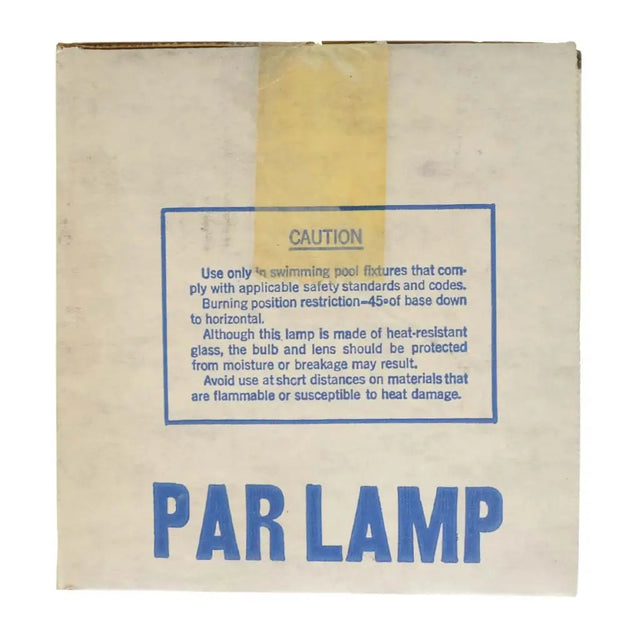 CAUTION
Use only in swimming pool fixtures that com-
ply with applicable safety standards and codes.
Burning position restriction-45° of base down
to horizontal.
Although this lamp is made of heat-resistant
glass, the bulb and lens should be protected
from moisture or breakage may result.
Avoid use at short distances on materials that
are flammable or susceptible to heat damage.
PAR LAMP